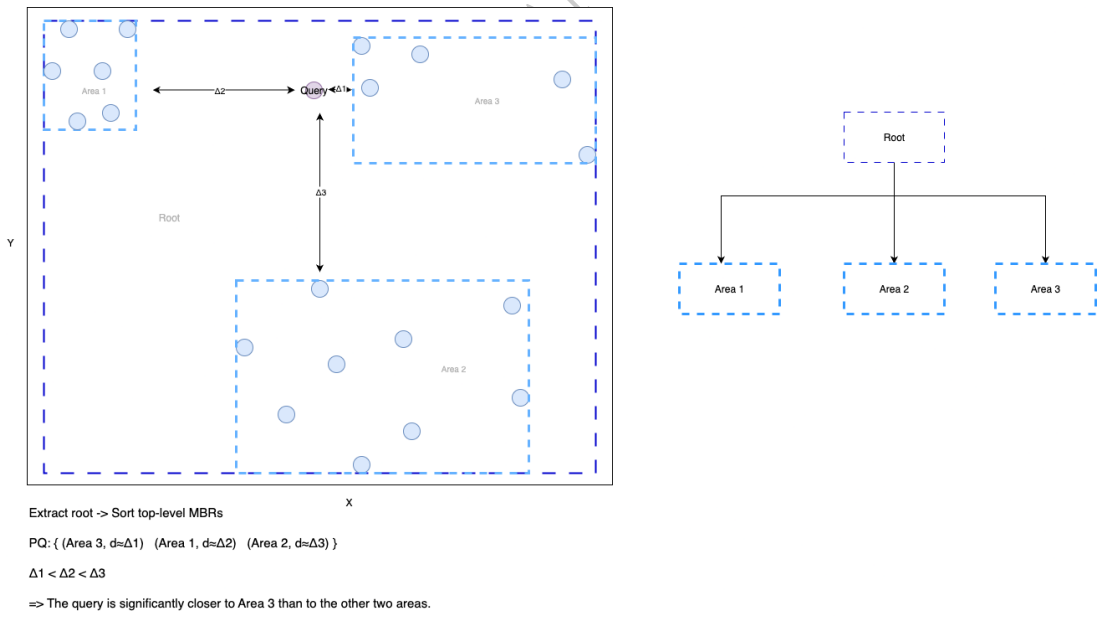 Area 1
Δ2
Query
Δ1
Area 3
Δ3
Root
Y
Area 2
X
Root
Area 1
Area 2
Area 3
Extract root -> Sort top-level MBRs
PQ: { (Area 3, d≈Δ1) (Area 1, d≈Δ2) (Area 2, d≈Δ3) }
Δ1 < Δ2 < Δ3
=> The query is significantly closer to Area 3 than to the other two areas.